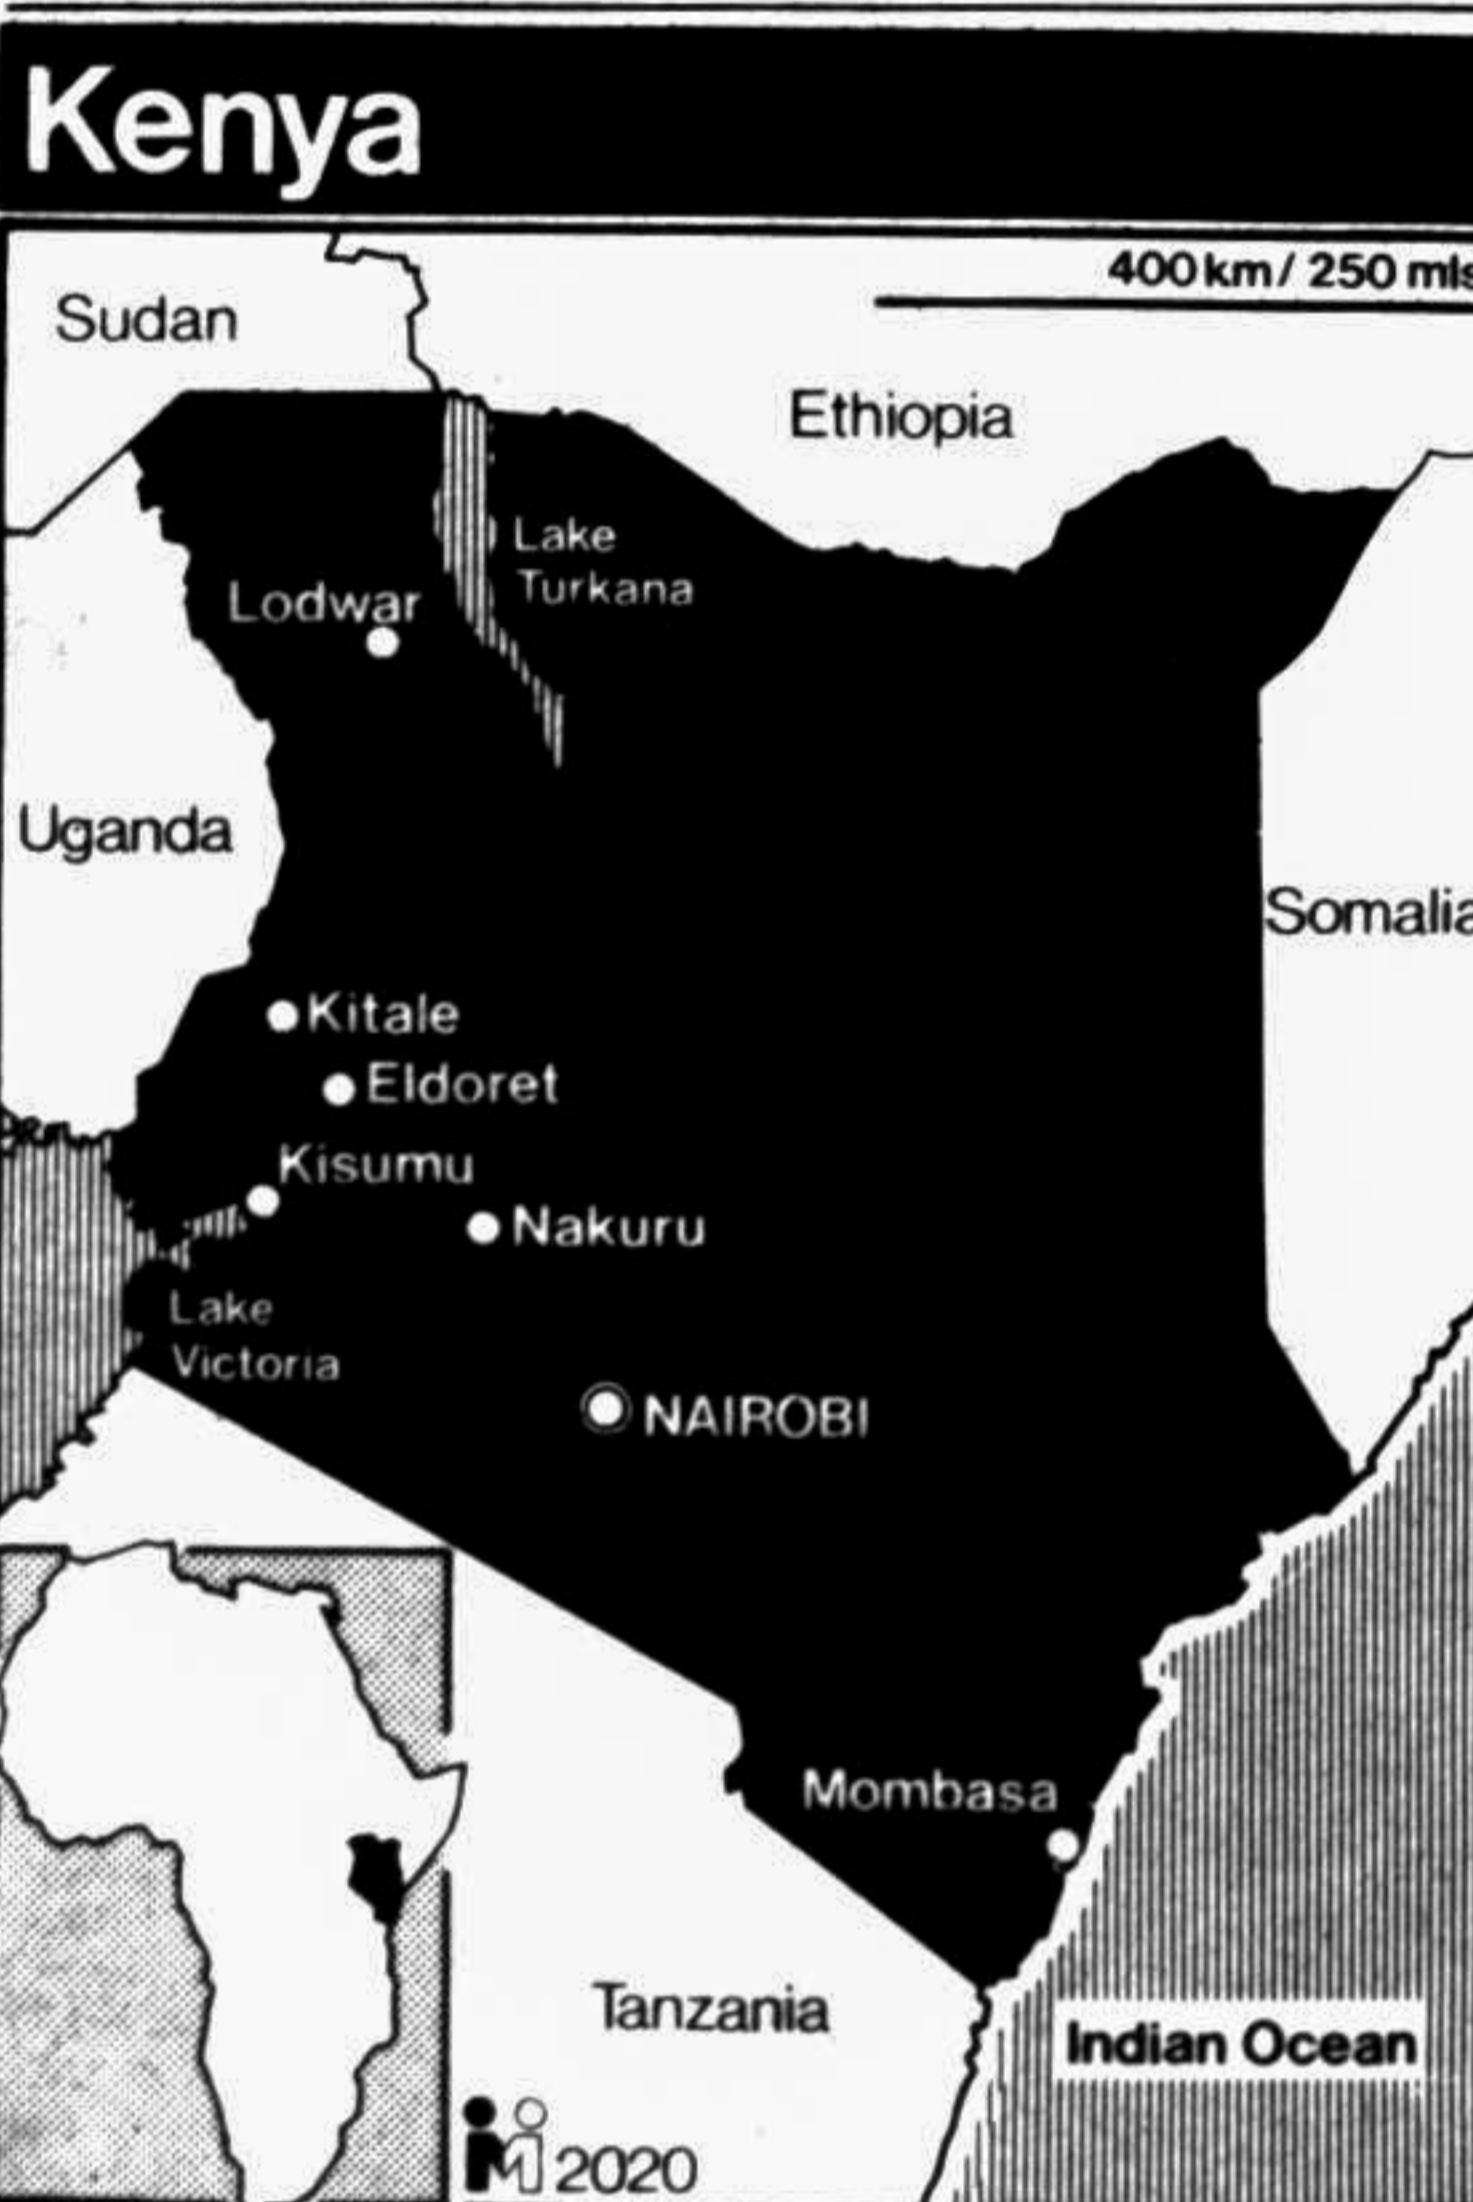 Kenya
400 km / 250 mls
Sudan
Ethiopia
Lake
Turkana
Lodwar
Uganda
Somalia
Kitale
Eldoret
Kisumu
Nakuru
Lake
Victoria
NAIROBI
Mombasa
Tanzania
Indian Ocean
2020